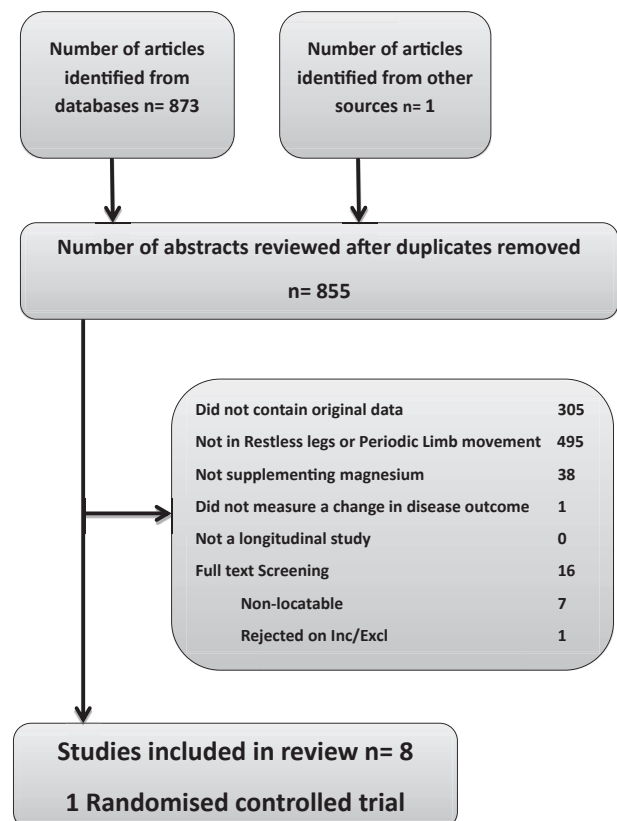 Number of articles
identified from
databases n= 873
Number of articles
identified from other
sources n= 1
Number of abstracts reviewed after duplicates removed
n= 855
Did not contain original data 305
Not in Restless legs or Periodic Limb movement 495
Not supplementing magnesium 38
Did not measure a change in disease outcome 1
Not a longitudinal study 0
Full text Screening 16
Non-locatable 7
Rejected on Inc/Excl 1
Studies included in review n= 8
1 Randomised controlled trial